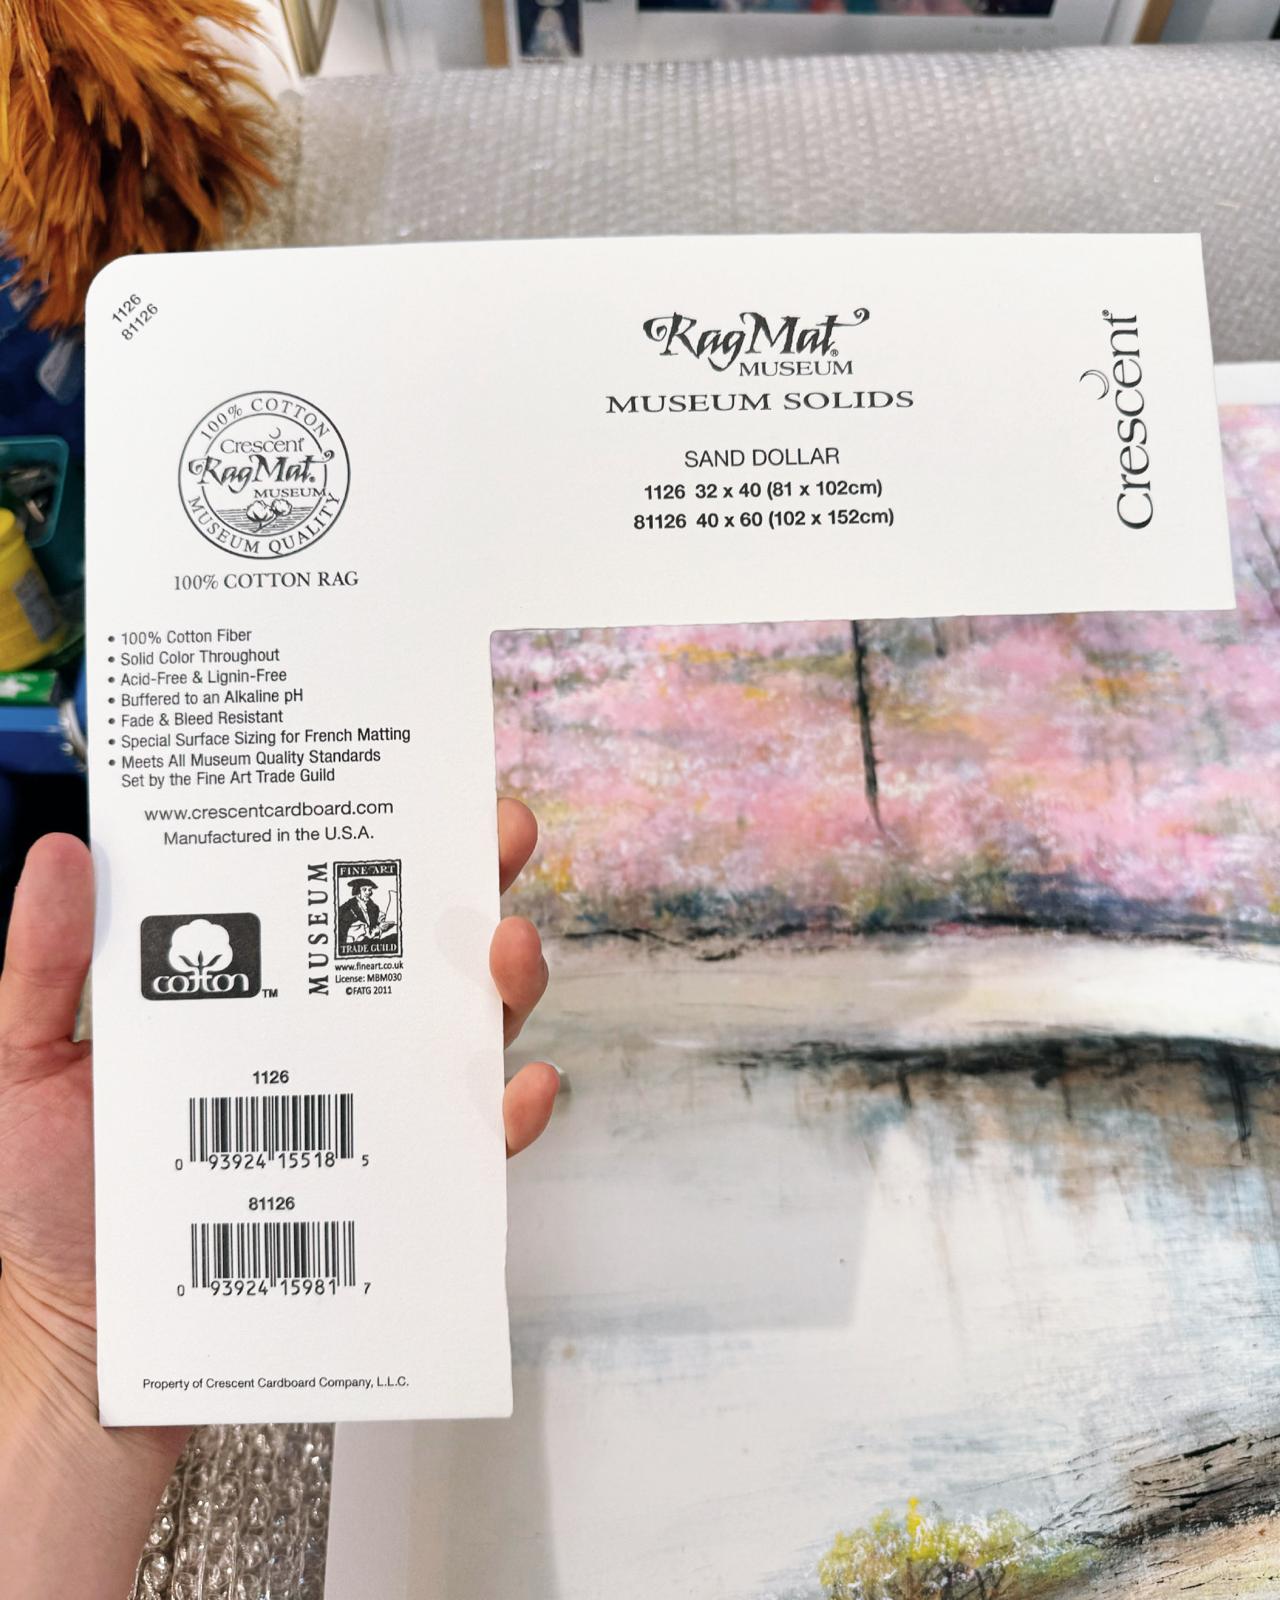 1126
81126
RagMat®
MUSEUM
MUSEUM SOLIDS
SAND DOLLAR
1126 32 x 40 (81 x 102cm)
81126 40 x 60 (102 x 152cm)
Crescent®
100% COTTON
Crescent
RagMat®
MUSEUM
MUSEUM QUALITY
100% COTTON RAG
• 100% Cotton Fiber
• Solid Color Throughout
• Acid-Free & Lignin-Free
• Buffered to an Alkaline pH
• Fade & Bleed Resistant
• Special Surface Sizing for French Matting
• Meets All Museum Quality Standards
Set by the Fine Art Trade Guild
www.crescentcardboard.com
Manufactured in the U.S.A.
cotton TM
MUSEUM
FINE ART
TRADE GUILD
www.fineart.co.uk
License: MBM030
©FATG 2011
1126
0 93924 15518 5
81126
0 93924 15981 7
Property of Crescent Cardboard Company, L.L.C.